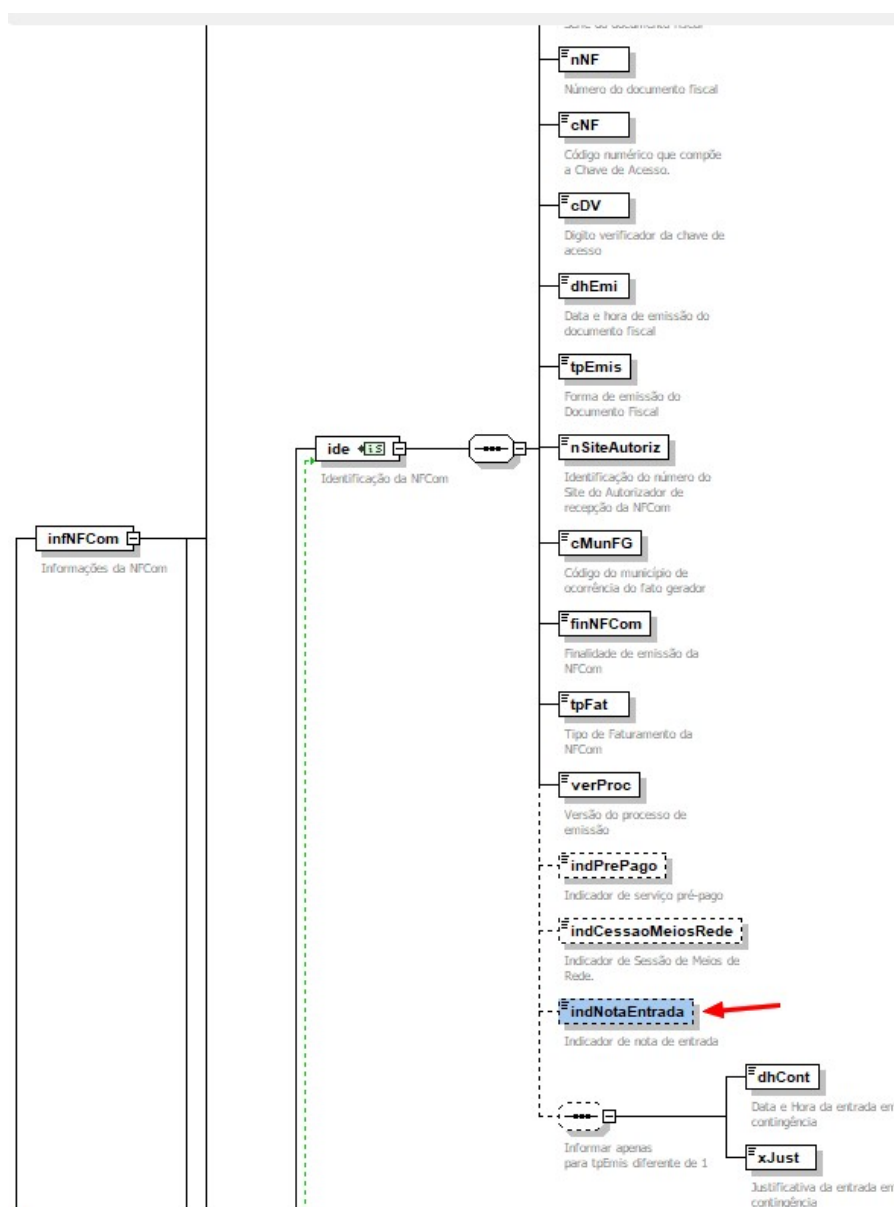 Série do documento fiscal
nNF
Número do documento fiscal
cNF
Código numérico que compõe
a Chave de Acesso.
cDV
Digito verificador da chave de
acesso
dhEmi
Data e hora de emissão do
documento fiscal
tpEmis
Forma de emissão do
Documento Fiscal
ide
Identificação da NFCom
nSiteAutoriz
Identificação do número do
Site do Autorizador de
recepção da NFCom
infNFCom
Informações da NFCom
cMunFG
Código do município de
ocorrência do fato gerador
finNFCom
Finalidade de emissão da
NFCom
tpFat
Tipo de Faturamento da
NFCom
verProc
Versão do processo de
emissão
indPrePago
Indicador de serviço pré-pago
indCessaoMeiosRede
Indicador de Sessão de Meios de
Rede.
indNotaEntrada
Indicador de nota de entrada
Informar apenas
para tpEmis diferente de 1
dhCont
Data e Hora da entrada em
contingência
xJust
Justificativa da entrada em
contingência